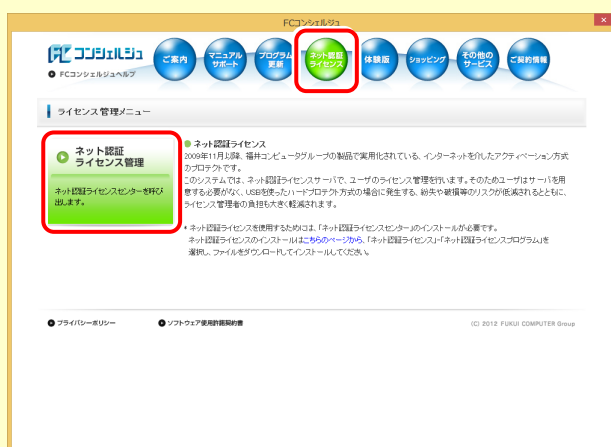 FCコンシェルジュ
×
FC コンシェルジュ
FCコンシェルジュヘルプ
ご案内
マニュアル
サポート
プログラム
更新
ネット認証
ライセンス
体験版
ショッピング
その他の
サービス
ご契約情報
ライセンス管理メニュー
ネット認証
ライセンス管理
ネット認証ライセンスセンターを呼び
出します。
ネット認証ライセンス
2009年11月以降、福井コンピュータグループの製品で実用化されている、インターネットを介したアクティベーション方式
のプロテクトです。
このシステムでは、ネット認証ライセンスサーバで、ユーザのライセンス管理を行います。そのためユーザはサーバを用
意する必要がなく、USBを使ったハードプロテクト方式の場合に発生する、紛失や破損等のリスクが低減されるとともに、
ライセンス管理者の負担も大きく軽減されます。
* ネット認証ライセンスを使用するためには、「ネット認証ライセンスセンター」のインストールが必要です。
ネット認証ライセンスのインストールはこちらのページから、「ネット認証ライセンス」-「ネット認証ライセンスプログラム」を
選択し、ファイルをダウンロードしてインストールしてください。
プライバシーポリシー
ソフトウェア使用許諾契約書
(C) 2012 FUKUI COMPUTER Group